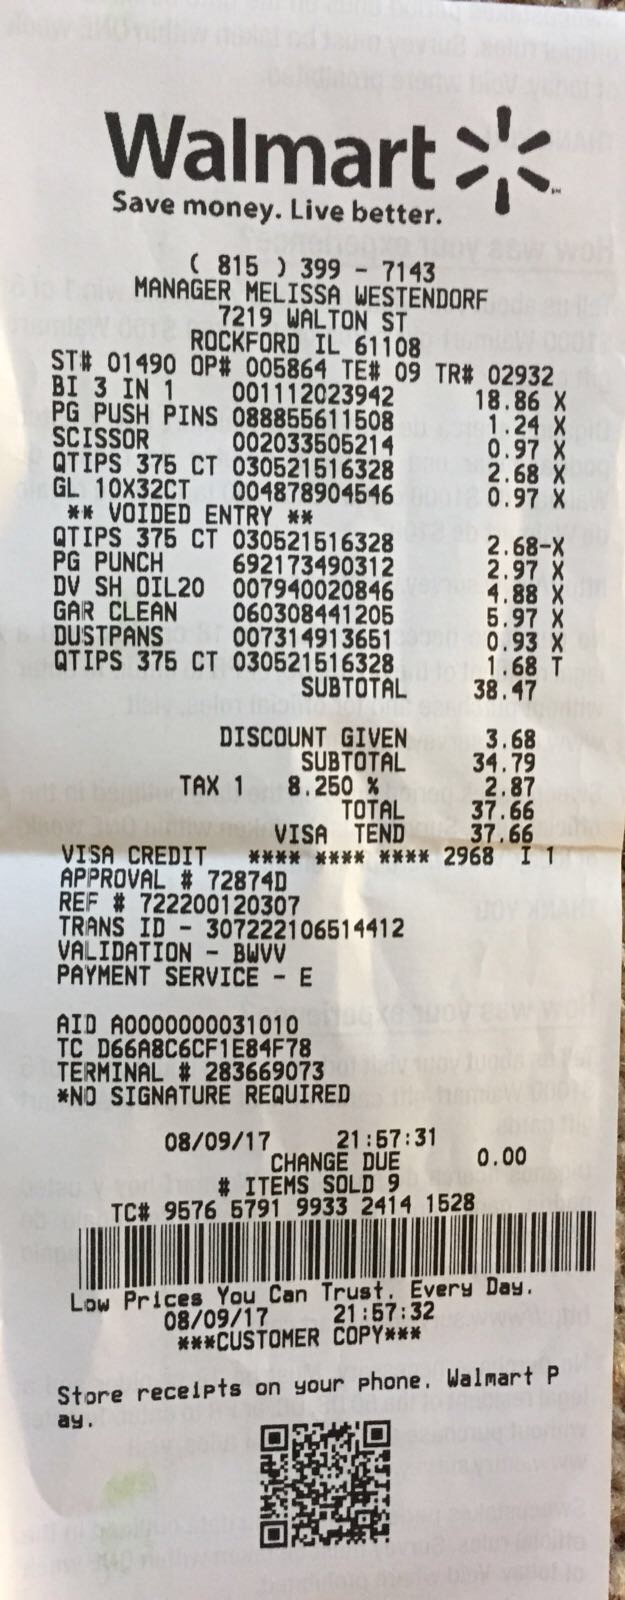 Walmart
Save money. Live better.
( 815 ) 399 - 7143
MANAGER MELISSA WESTENDORF
7219 WALTON ST
ROCKFORD IL 61108
ST# 01490 OP# 005864 TE# 09 TR# 02932
BI 3 IN 1 001112023942 18.86 X
PG PUSH PINS 088855611508 1.24 X
SCISSOR 002033505214 0.97 X
QTIPS 375 CT 030521516328 2.68 X
GL 10X32CT 004878904546 0.97 X
** VOIDED ENTRY **
QTIPS 375 CT 030521516328 2.68-X
PG PUNCH 692173490312 2.97 X
DV SH OIL20 007940020846 4.88 X
GAR CLEAN 060308441205 5.97 X
DUSTPANS 007314913651 0.93 X
QTIPS 375 CT 030521516328 1.68 T
SUBTOTAL 38.47
DISCOUNT GIVEN 3.68
SUBTOTAL 34.79
TAX 1 8.250 % 2.87
TOTAL 37.66
VISA TEND 37.66
VISA CREDIT **** **** **** 2968 I 1
APPROVAL # 72874D
REF # 722200120307
TRANS ID - 307222106514412
VALIDATION - BWVV
PAYMENT SERVICE - E
AID A0000000031010
TC D66A8C6CF1E84F78
TERMINAL # 283669073
*NO SIGNATURE REQUIRED
08/09/17 21:57:31
CHANGE DUE 0.00
# ITEMS SOLD 9
TC# 9576 5791 9933 2414 1528
Low Prices You Can Trust. Every Day.
08/09/17 21:57:32
***CUSTOMER COPY***
Store receipts on your phone. Walmart P
ay.